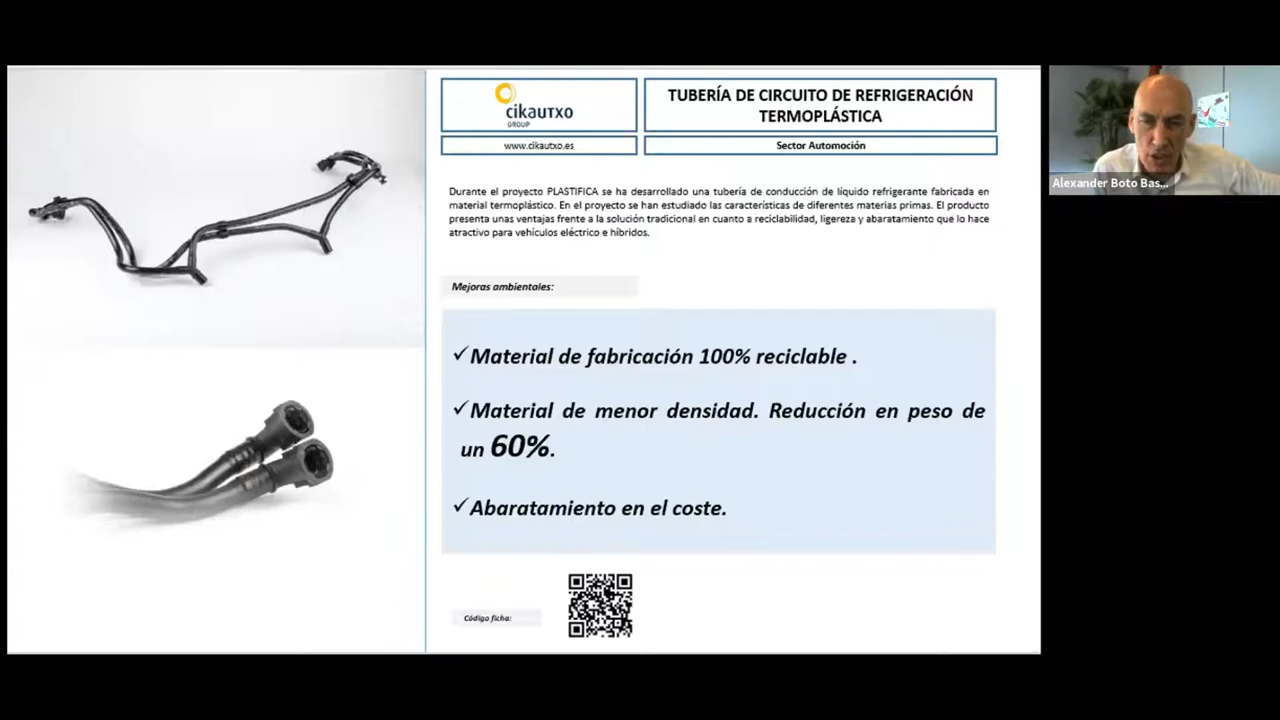 cikautxo
GROUP
TUBERÍA DE CIRCUITO DE REFRIGERACIÓN
TERMOPLÁSTICA
www.cikautxo.es
Sector Automoción
Durante el proyecto PLASTIFICA se ha desarrollado una tubería de conducción de líquido refrigerante fabricada en
material termoplástico. En el proyecto se han estudiado las características de diferentes materias primas. El producto
presenta unas ventajas frente a la solución tradicional en cuanto a reciclabilidad, ligereza y abaratamiento que lo hace
atractivo para vehículos eléctrico e híbridos.
Mejoras ambientales:
✓Material de fabricación 100% reciclable .
✓Material de menor densidad. Reducción en peso de
un 60%.
✓Abaratamiento en el coste.
Código ficha:
Alexander Boto Bas...